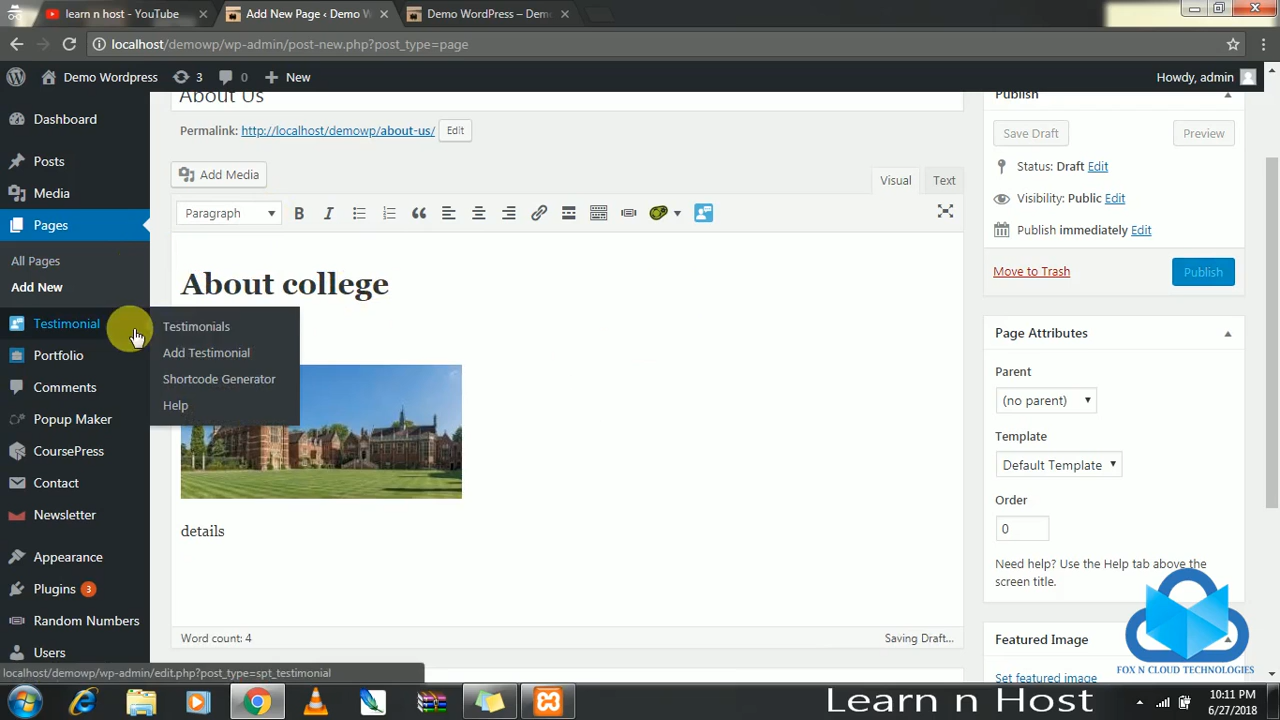 learn n host - YouTube
Add New Page ‹ Demo W
Demo WordPress – Dem
localhost/demowp/wp-admin/post-new.php?post_type=page
Demo Wordpress 3 0 New
Howdy, admin
Dashboard
Posts
Media
Pages
All Pages
Add New
Testimonial
Portfolio
Comments
Popup Maker
CoursePress
Contact
Newsletter
Appearance
Plugins 3
Random Numbers
Users
Testimonials
Add Testimonial
Shortcode Generator
Help
About Us
Permalink: http://localhost/demowp/about-us/ Edit
Add Media
Visual Text
Paragraph
About college
details
Word count: 4
Saving Draft...
Publish
Save Draft Preview
Status: Draft Edit
Visibility: Public Edit
Publish immediately Edit
Move to Trash Publish
Page Attributes
Parent
(no parent)
Template
Default Template
Order
0
Need help? Use the Help tab above the
screen title.
Featured Image
Set featured image
FOX N CLOUD TECHNOLOGIES
localhost/demowp/wp-admin/edit.php?post_type=spt_testimonial
Learn n Host
10:11 PM
6/27/2018